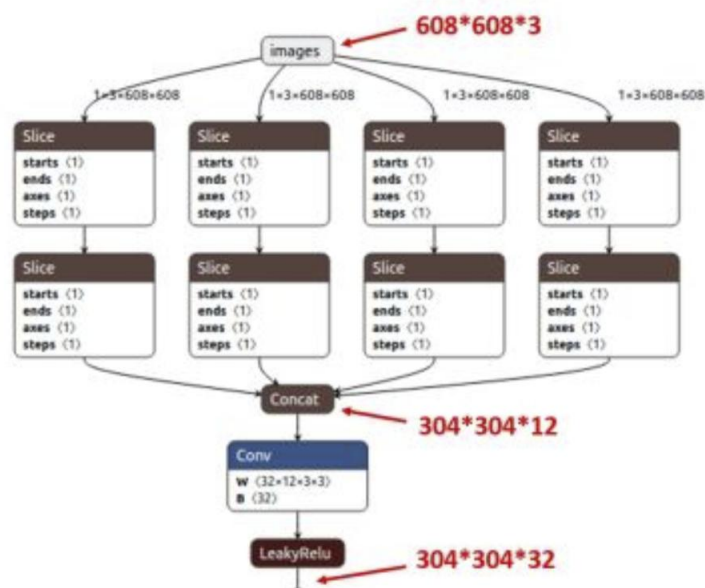 608*608*3
images
1×3×608×608 1×3×608×608 1×3×608×608 1×3×608×608
Slice Slice Slice Slice
starts ⟨1⟩ starts ⟨1⟩ starts ⟨1⟩ starts ⟨1⟩
ends ⟨1⟩ ends ⟨1⟩ ends ⟨1⟩ ends ⟨1⟩
axes ⟨1⟩ axes ⟨1⟩ axes ⟨1⟩ axes ⟨1⟩
steps ⟨1⟩ steps ⟨1⟩ steps ⟨1⟩ steps ⟨1⟩
Slice Slice Slice Slice
starts ⟨1⟩ starts ⟨1⟩ starts ⟨1⟩ starts ⟨1⟩
ends ⟨1⟩ ends ⟨1⟩ ends ⟨1⟩ ends ⟨1⟩
axes ⟨1⟩ axes ⟨1⟩ axes ⟨1⟩ axes ⟨1⟩
steps ⟨1⟩ steps ⟨1⟩ steps ⟨1⟩ steps ⟨1⟩
Concat
304*304*12
Conv
W ⟨32×12×3×3⟩
B ⟨32⟩
LeakyRelu
304*304*32